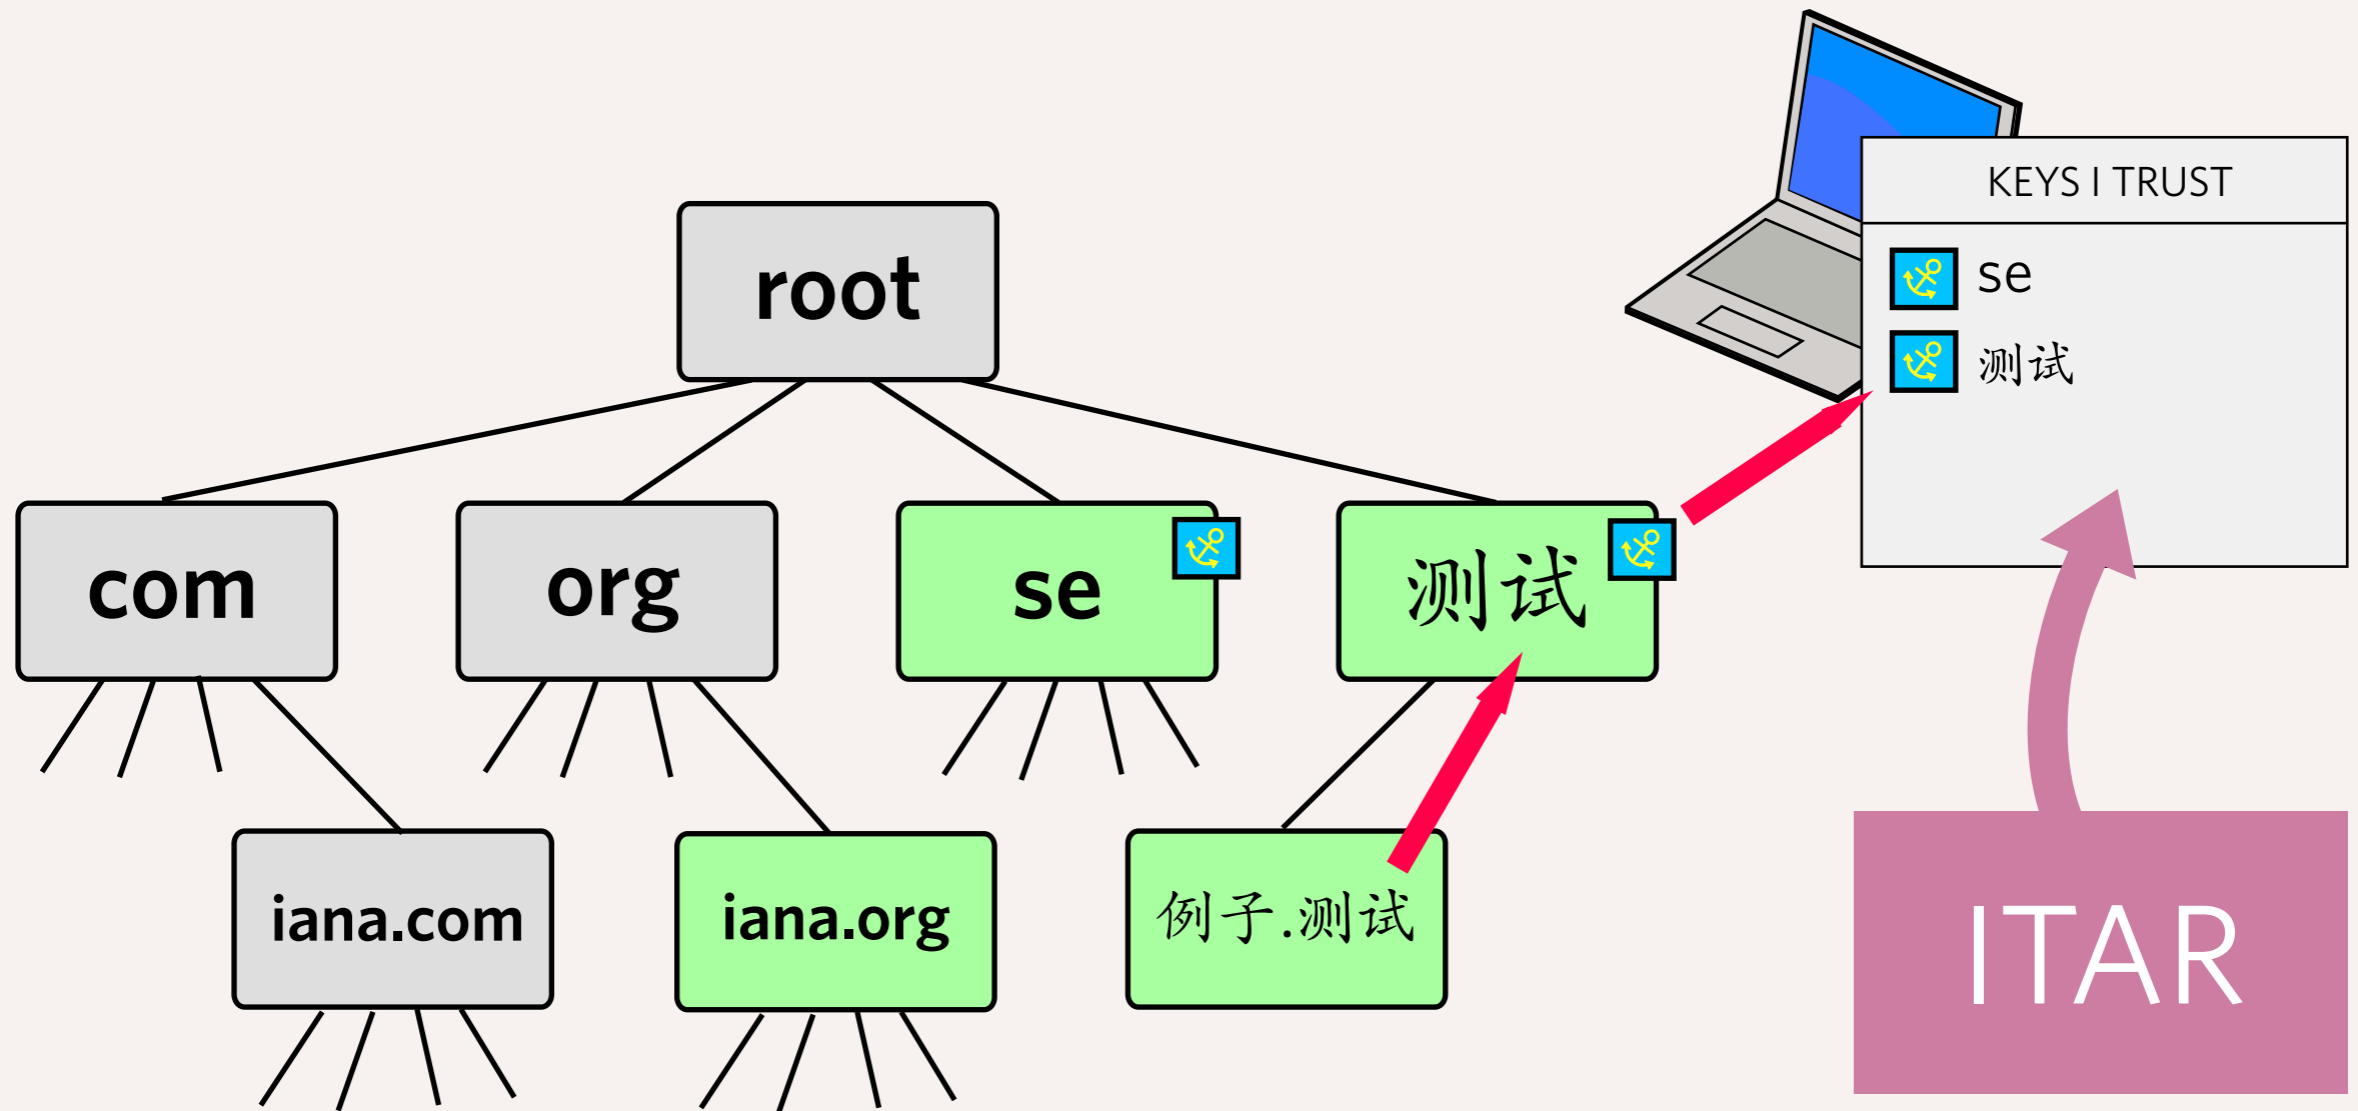 KEYS I TRUST
se
测试
root
com
org
se
测试
iana.com
iana.org
例子.测试
ITAR